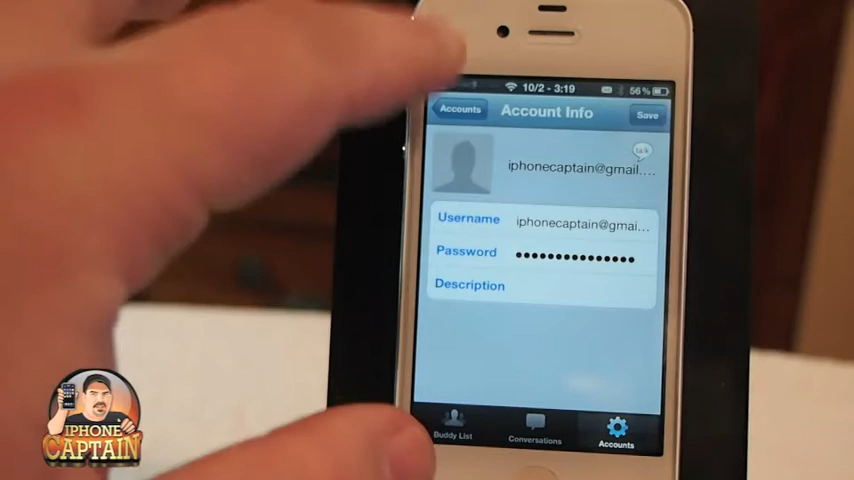 10/2 - 3:19 56%
Accounts Account Info Save
talk
iphonecaptain@gmail....
Username iphonecaptain@gmai...
Password ●●●●●●●●●●●●●●●
Description
Buddy List Conversations Accounts
IPHONE
CAPTAIN